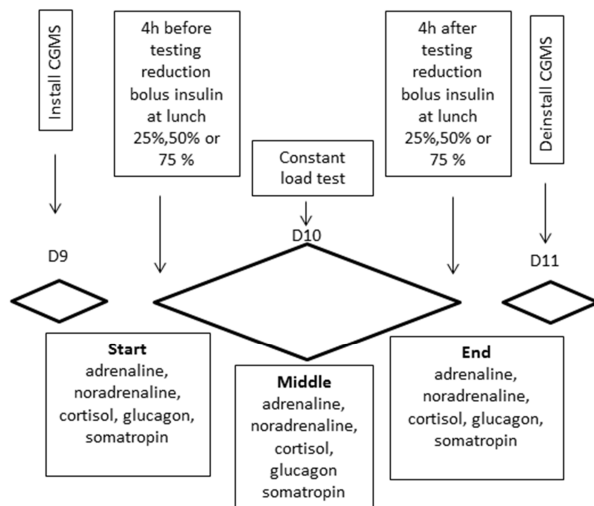 Install CGMS
4h before
testing
reduction
bolus insulin
at lunch
25%,50% or
75 %
Constant
load test
4h after
testing
reduction
bolus insulin
at lunch
25%,50% or
75 %
Deinstall CGMS
D9
D10
D11
Start
adrenaline,
noradrenaline,
cortisol, glucagon,
somatropin
Middle
adrenaline,
noradrenaline,
cortisol,
glucagon
somatropin
End
adrenaline,
noradrenaline,
cortisol, glucagon,
somatropin